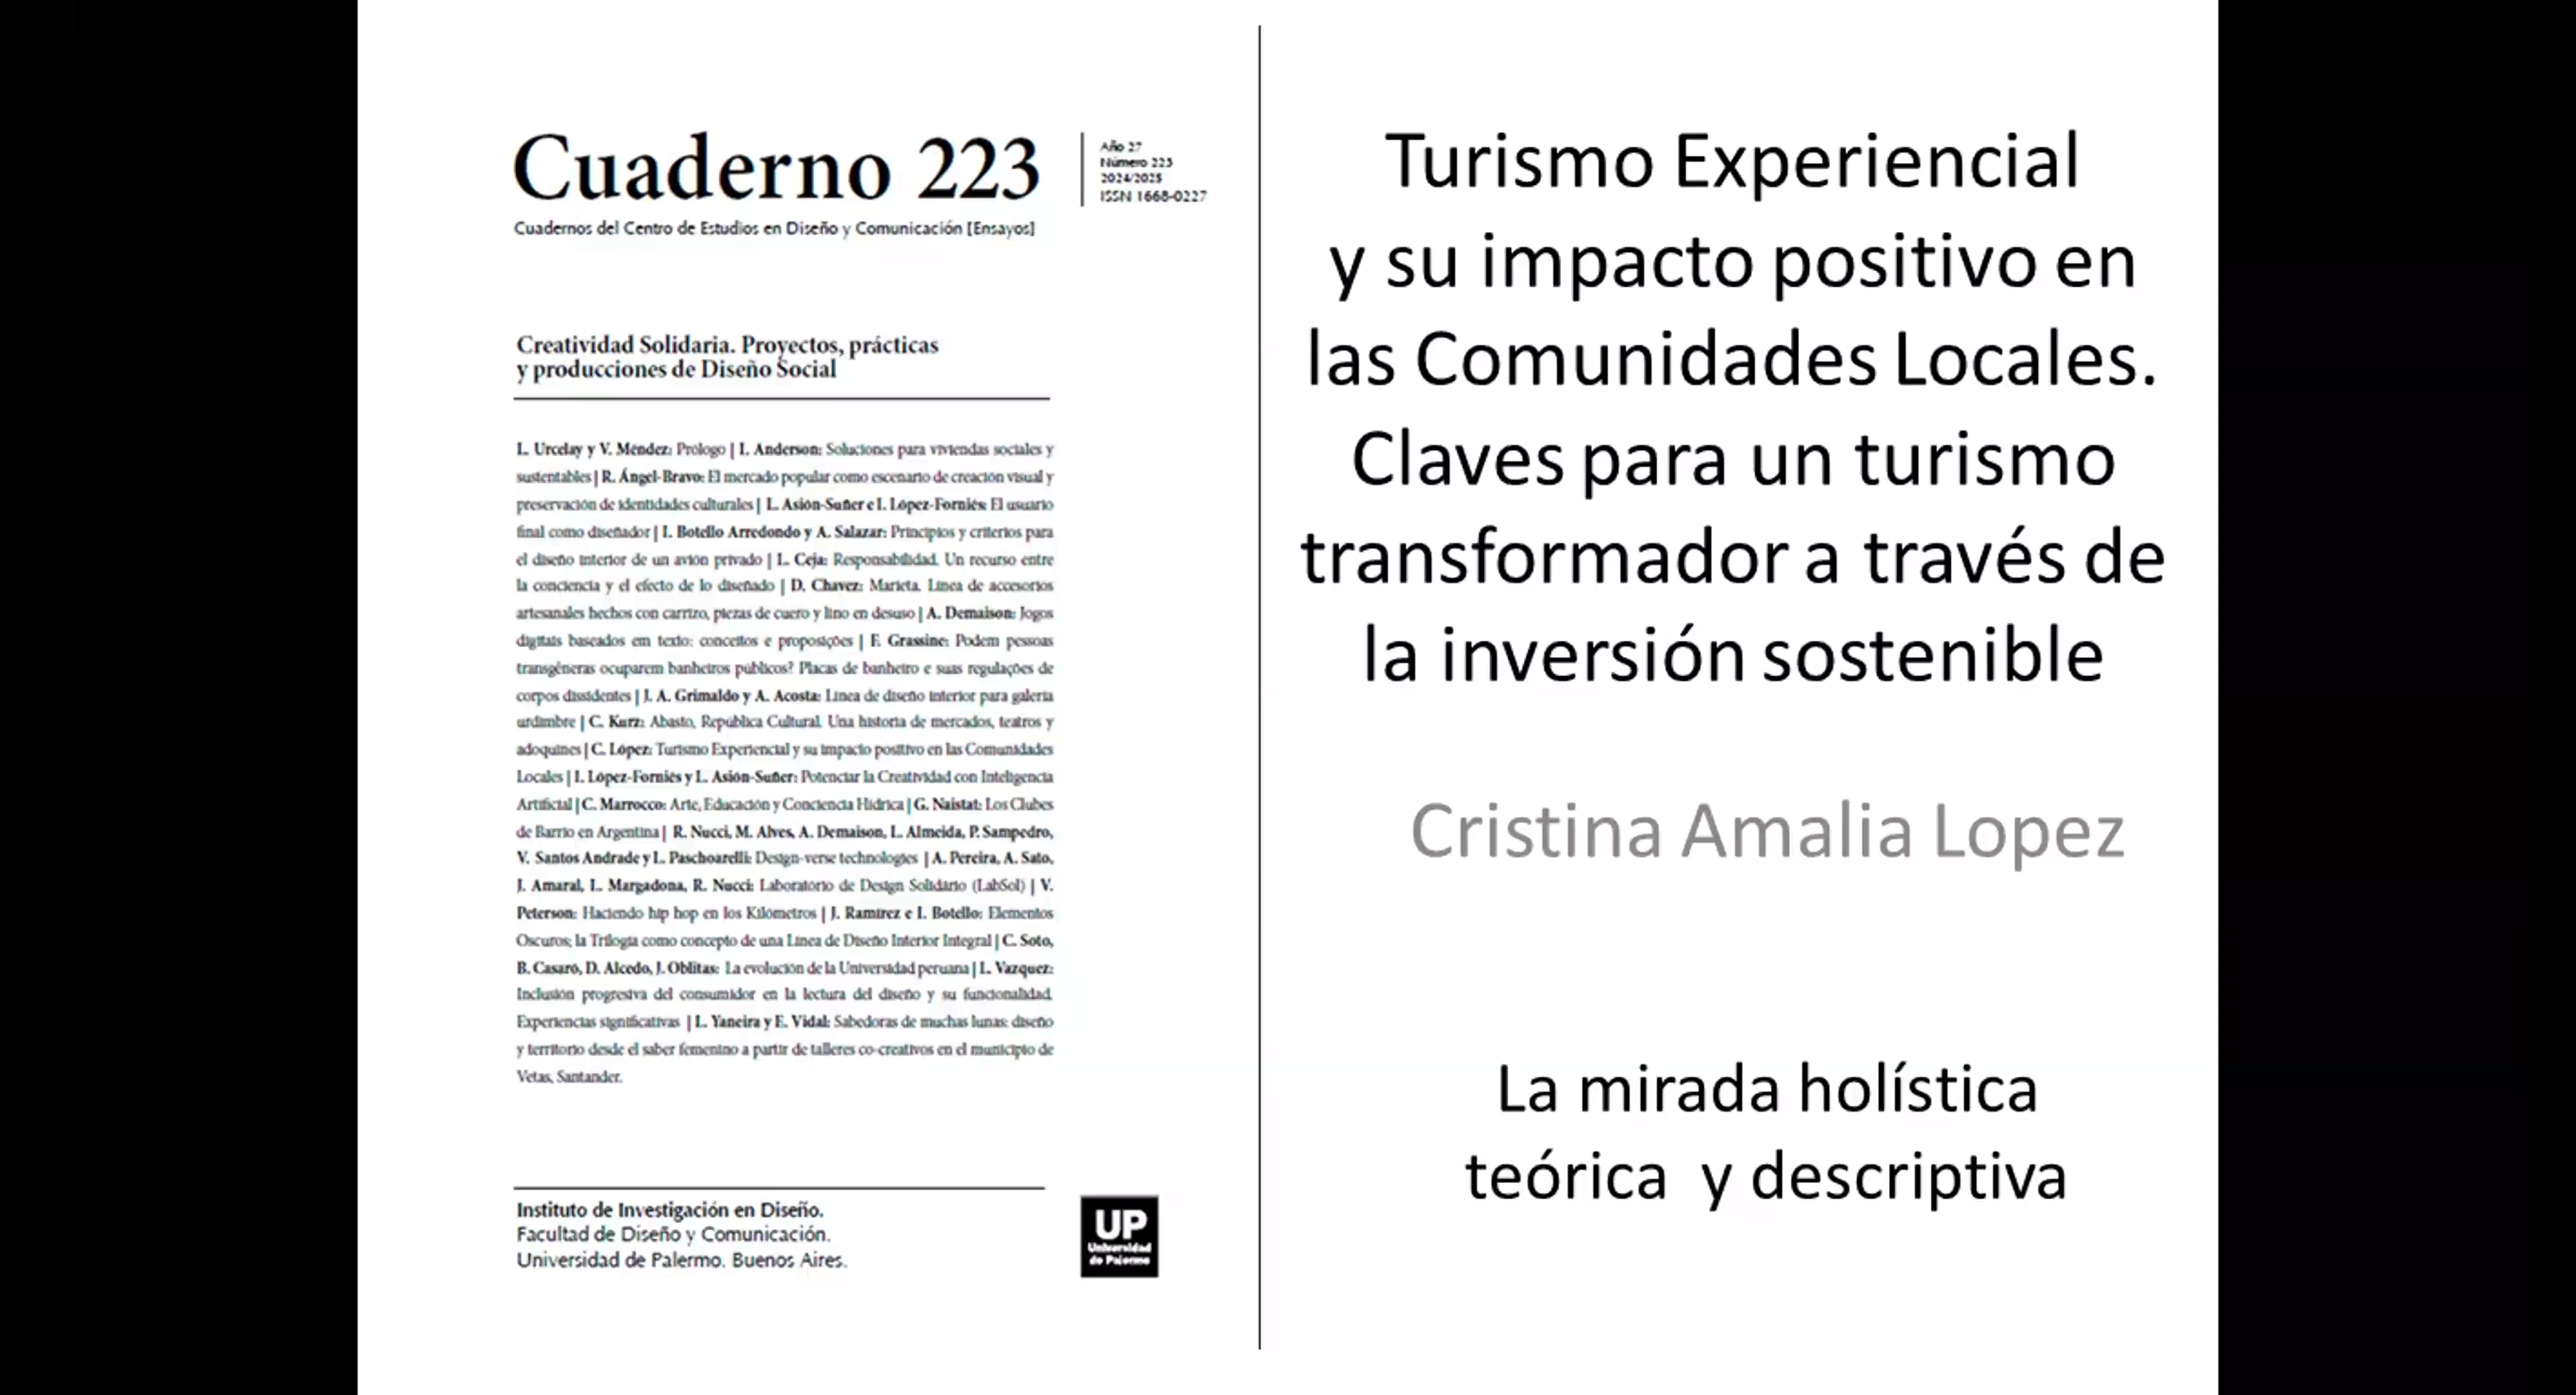 Cuaderno 223
Año 27
Número 223
2024/2025
ISSN 1668-0227
Cuadernos del Centro de Estudios en Diseño y Comunicación [Ensayos]
Creatividad Solidaria. Proyectos, prácticas
y producciones de Diseño Social
L. Urcelay y V. Méndez: Prólogo | I. Anderson: Soluciones para viviendas sociales y
sustentables | R. Ángel-Bravo: El mercado popular como escenario de creación visual y
preservación de identidades culturales | L. Asión-Suñer e I. López-Forniés: El usuario
final como diseñador | I. Botello Arredondo y A. Salazar: Principios y criterios para
el diseño interior de un avión privado | L. Ceja: Responsabilidad. Un recurso entre
la conciencia y el efecto de lo diseñado | D. Chavez: Marieta. Línea de accesorios
artesanales hechos con carrizo, piezas de cuero y lino en desuso | A. Demaison: Jogos
digitais baseados em texto: conceitos e proposições | F. Grassine: Podem pessoas
transgêneras ocuparem banheiros públicos? Placas de banheiro e suas regulações de
corpos dissidentes | J. A. Grimaldo y A. Acosta: Línea de diseño interior para galería
urdimbre | C. Kurz: Abasto, República Cultural. Una historia de mercados, teatros y
adoquines | C. López: Turismo Experiencial y su impacto positivo en las Comunidades
Locales | I. López-Forniés y L. Asión-Suñer: Potenciar la Creatividad con Inteligencia
Artificial | C. Marrocco: Arte, Educación y Conciencia Hídrica | G. Naistat: Los Clubes
de Barrio en Argentina | R. Nucci, M. Alves, A. Demaison, L. Almeida, P. Sampedro,
V. Santos Andrade y L. Paschoarelli: Design-verse technologies | A. Pereira, A. Sato,
J. Amaral, L. Margadona, R. Nucci: Laboratório de Design Solidário (LabSol) | V.
Peterson: Haciendo hip hop en los Kilómetros | J. Ramírez e I. Botello: Elementos
Oscuros; la Trilogía como concepto de una Línea de Diseño Interior Integral | C. Soto,
B. Casaró, D. Alcedo, J. Oblitas: La evolución de la Universidad peruana | L. Vazquez:
Inclusión progresiva del consumidor en la lectura del diseño y su funcionalidad.
Experiencias significativas | L. Yaneira y E. Vidal: Sabedoras de muchas lunas: diseño
y territorio desde el saber femenino a partir de talleres co-creativos en el municipio de
Vetas, Santander.
Instituto de Investigación en Diseño.
Facultad de Diseño y Comunicación.
Universidad de Palermo. Buenos Aires.
UP
Universidad
de Palermo
Turismo Experiencial
y su impacto positivo en
las Comunidades Locales.
Claves para un turismo
transformador a través de
la inversión sostenible
Cristina Amalia Lopez
La mirada holística
teórica y descriptiva